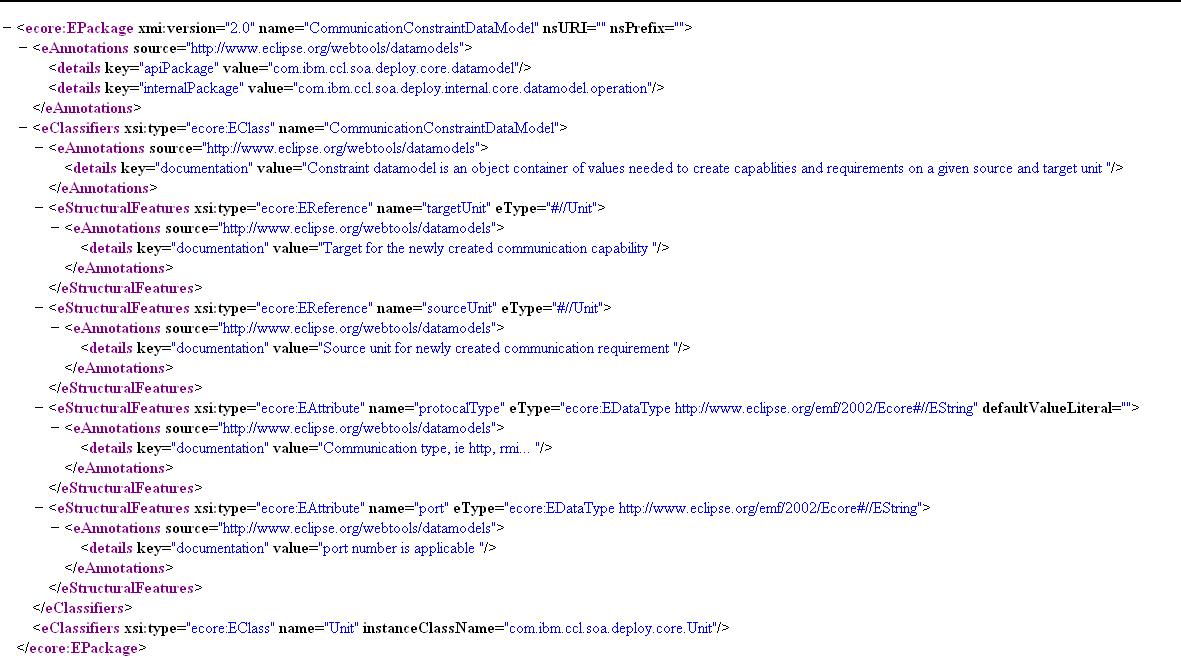 − <ecore:EPackage xmi:version="2.0" name="CommunicationConstraintDataModel" nsURI="" nsPrefix="">
− <eAnnotations source="http://www.eclipse.org/webtools/datamodels">
<details key="apiPackage" value="com.ibm.ccl.soa.deploy.core.datamodel"/>
<details key="internalPackage" value="com.ibm.ccl.soa.deploy.internal.core.datamodel.operation"/>
</eAnnotations>
− <eClassifiers xsi:type="ecore:EClass" name="CommunicationConstraintDataModel">
− <eAnnotations source="http://www.eclipse.org/webtools/datamodels">
<details key="documentation" value="Constraint datamodel is an object container of values needed to create capablities and requirements on a given source and target unit "/>
</eAnnotations>
− <eStructuralFeatures xsi:type="ecore:EReference" name="targetUnit" eType="#//Unit">
− <eAnnotations source="http://www.eclipse.org/webtools/datamodels">
<details key="documentation" value="Target for the newly created communication capability "/>
</eAnnotations>
</eStructuralFeatures>
− <eStructuralFeatures xsi:type="ecore:EReference" name="sourceUnit" eType="#//Unit">
− <eAnnotations source="http://www.eclipse.org/webtools/datamodels">
<details key="documentation" value="Source unit for newly created communication requirement "/>
</eAnnotations>
</eStructuralFeatures>
− <eStructuralFeatures xsi:type="ecore:EAttribute" name="protocalType" eType="ecore:EDataType http://www.eclipse.org/emf/2002/Ecore#//EString" defaultValueLiteral="">
− <eAnnotations source="http://www.eclipse.org/webtools/datamodels">
<details key="documentation" value="Communication type, ie http, rmi... "/>
</eAnnotations>
</eStructuralFeatures>
− <eStructuralFeatures xsi:type="ecore:EAttribute" name="port" eType="ecore:EDataType http://www.eclipse.org/emf/2002/Ecore#//EString">
− <eAnnotations source="http://www.eclipse.org/webtools/datamodels">
<details key="documentation" value="port number is applicable "/>
</eAnnotations>
</eStructuralFeatures>
</eClassifiers>
<eClassifiers xsi:type="ecore:EClass" name="Unit" instanceClassName="com.ibm.ccl.soa.deploy.core.Unit"/>
</ecore:EPackage>